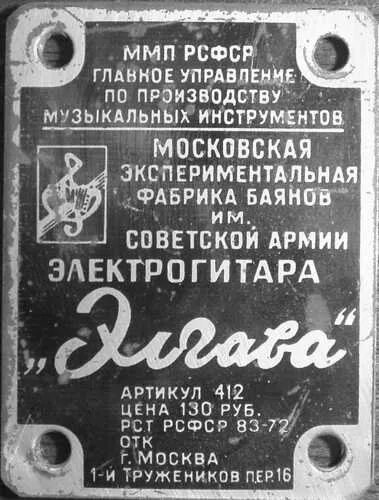 ММП РСФСР
ГЛАВНОЕ УПРАВЛЕНИЕ
ПО ПРОИЗВОДСТВУ
МУЗЫКАЛЬНЫХ ИНСТРУМЕНТОВ
МОСКОВСКАЯ
ЭКСПЕРИМЕНТАЛЬНАЯ
ФАБРИКА БАЯНОВ
ИМ.
СОВЕТСКОЙ АРМИИ
ЭЛЕКТРОГИТАРА
„Элгава“
АРТИКУЛ 412
ЦЕНА 130 РУБ.
РСТ РСФСР 83-72
ОТК
Г. МОСКВА
1-Й ТРУЖЕНИКОВ ПЕР. 16